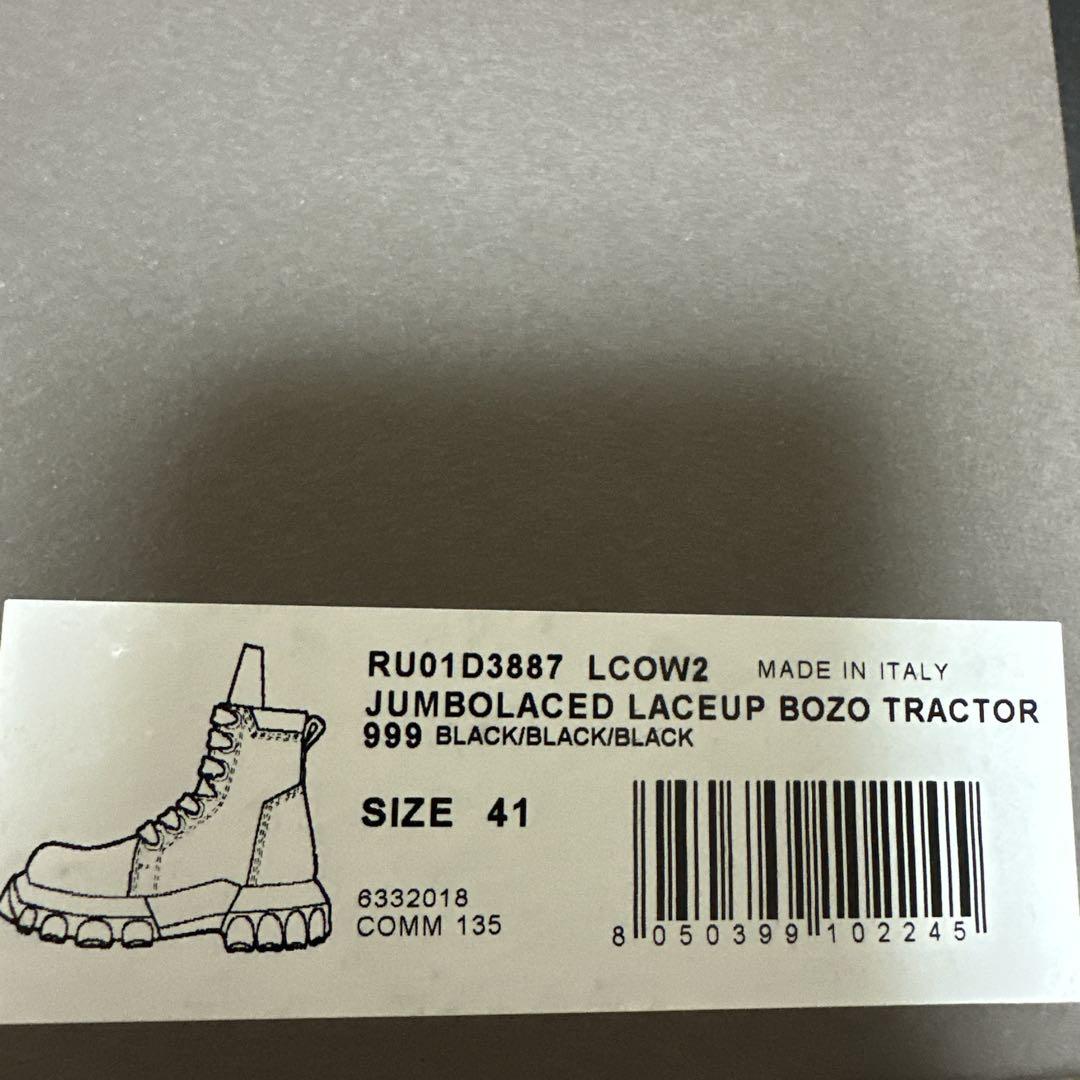 RU01D3887 LCOW2 MADE IN ITALY
JUMBOLACED LACEUP BOZO TRACTOR
999 BLACK/BLACK/BLACK
SIZE 41
6332018
COMM 135
8 050399 102245